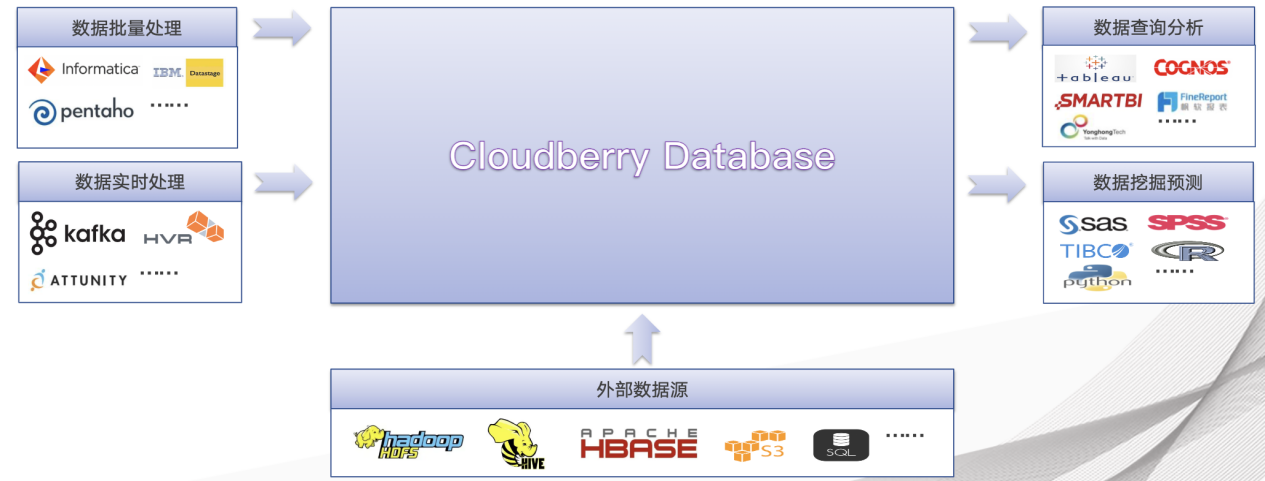 数据批量处理
Informatica
IBM. Datastage
pentaho ……
数据实时处理
kafka
HVR
ATTUNITY ……
Cloudberry Database
数据查询分析
+ableau
COGNOS
SMARTBI
FineReport
帆软报表
YonghongTech
Talk with Data
……
数据挖掘预测
sas
SPSS
TIBCO
R
python
……
外部数据源
hadoop
HDFS
HIVE
APACHE
HBASE
S3
SQL
……